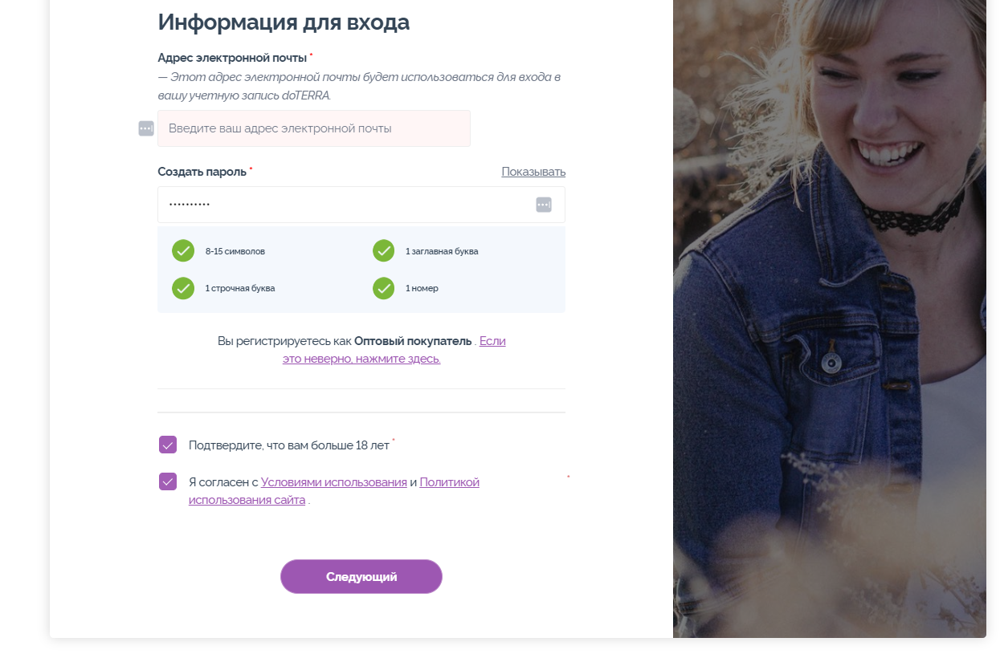 Информация для входа
Адрес электронной почты *
— Этот адрес электронной почты будет использоваться для входа в
вашу учетную запись doTERRA.
Введите ваш адрес электронной почты
Создать пароль *
Показывать
••••••••••
8-15 символов
1 заглавная буква
1 строчная буква
1 номер
Вы регистрируетесь как Оптовый покупатель . Если
это неверно, нажмите здесь.
Подтвердите, что вам больше 18 лет *
Я согласен с Условиями использования и Политикой *
использования сайта .
Следующий